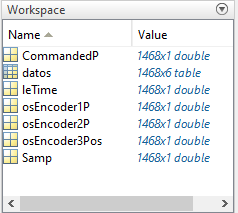 Workspace
Name Value
CommandedP 1468x1 double
datos 1468x6 table
leTime 1468x1 double
osEncoder1P 1468x1 double
osEncoder2P 1468x1 double
osEncoder3Pos 1468x1 double
Samp 1468x1 double